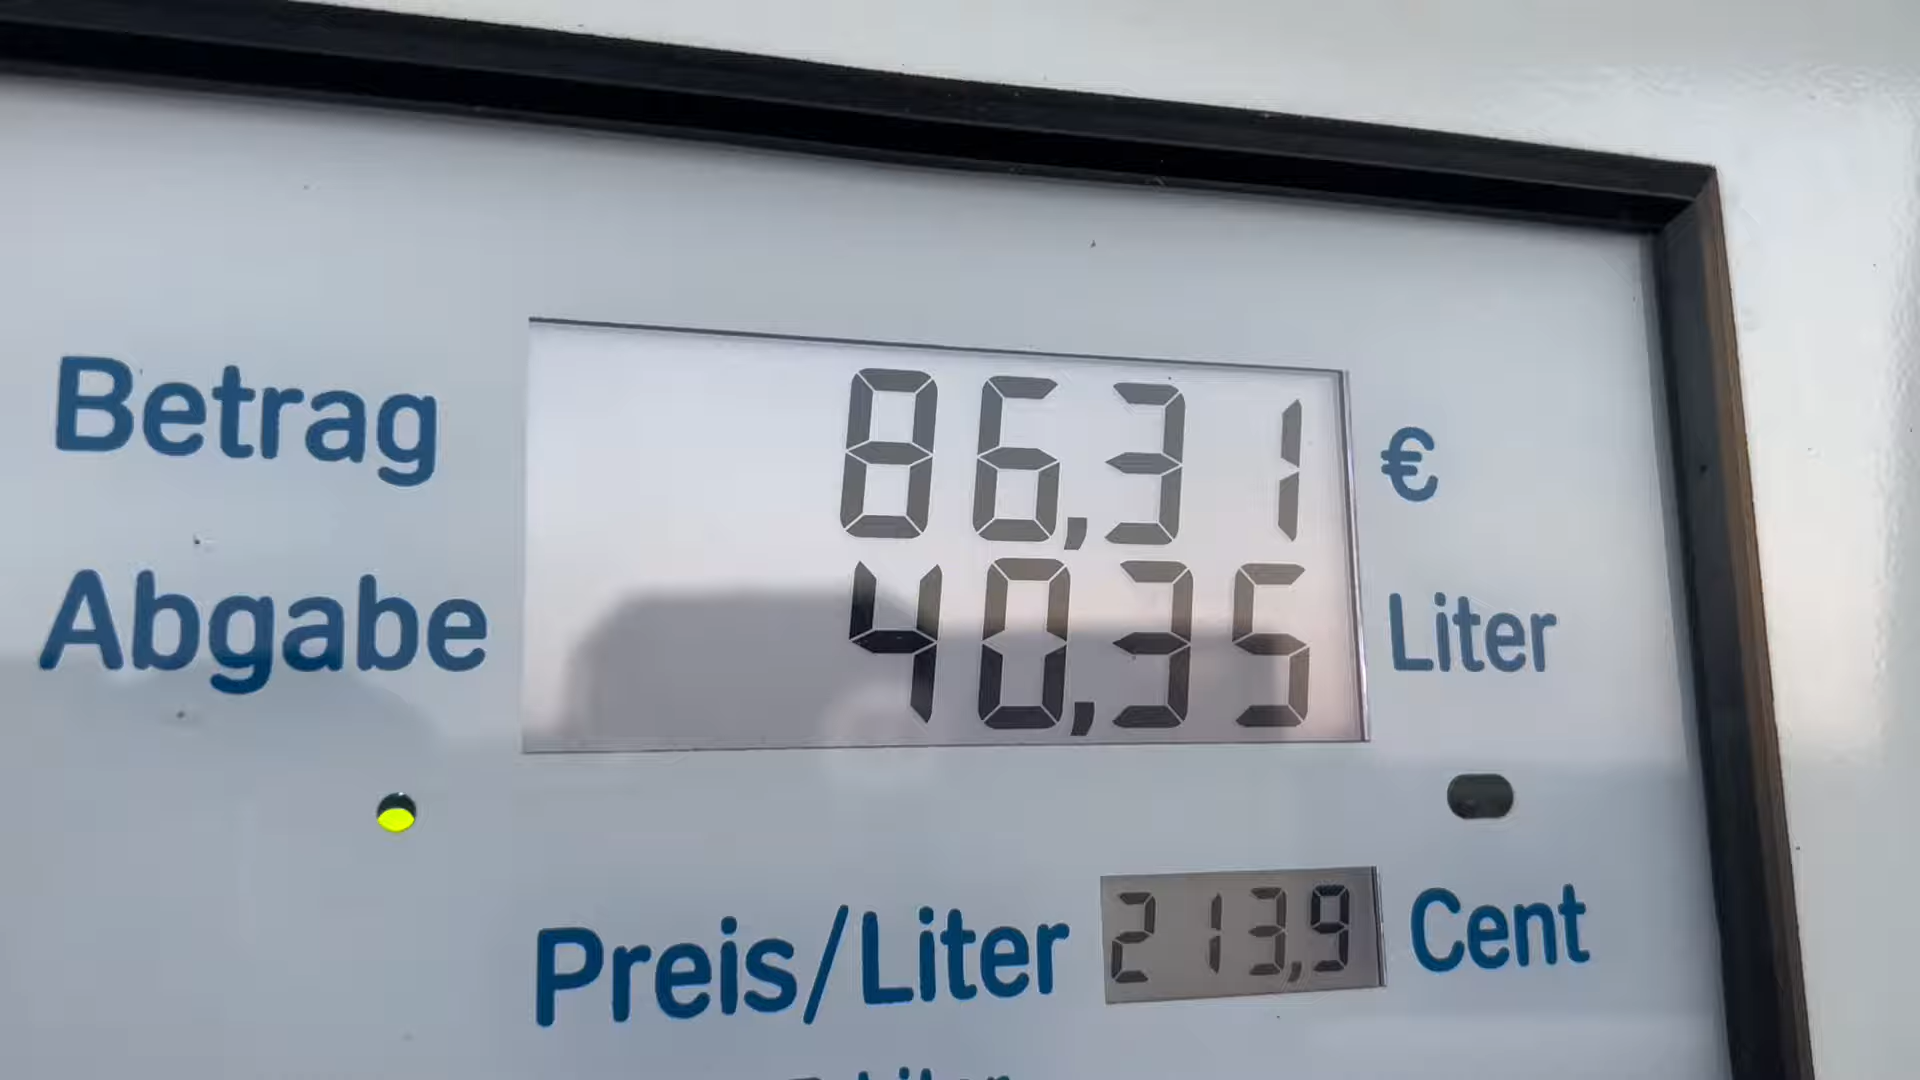 Betrag 86,31 €
Abgabe 40,35 Liter
Preis/Liter 213,9 Cent